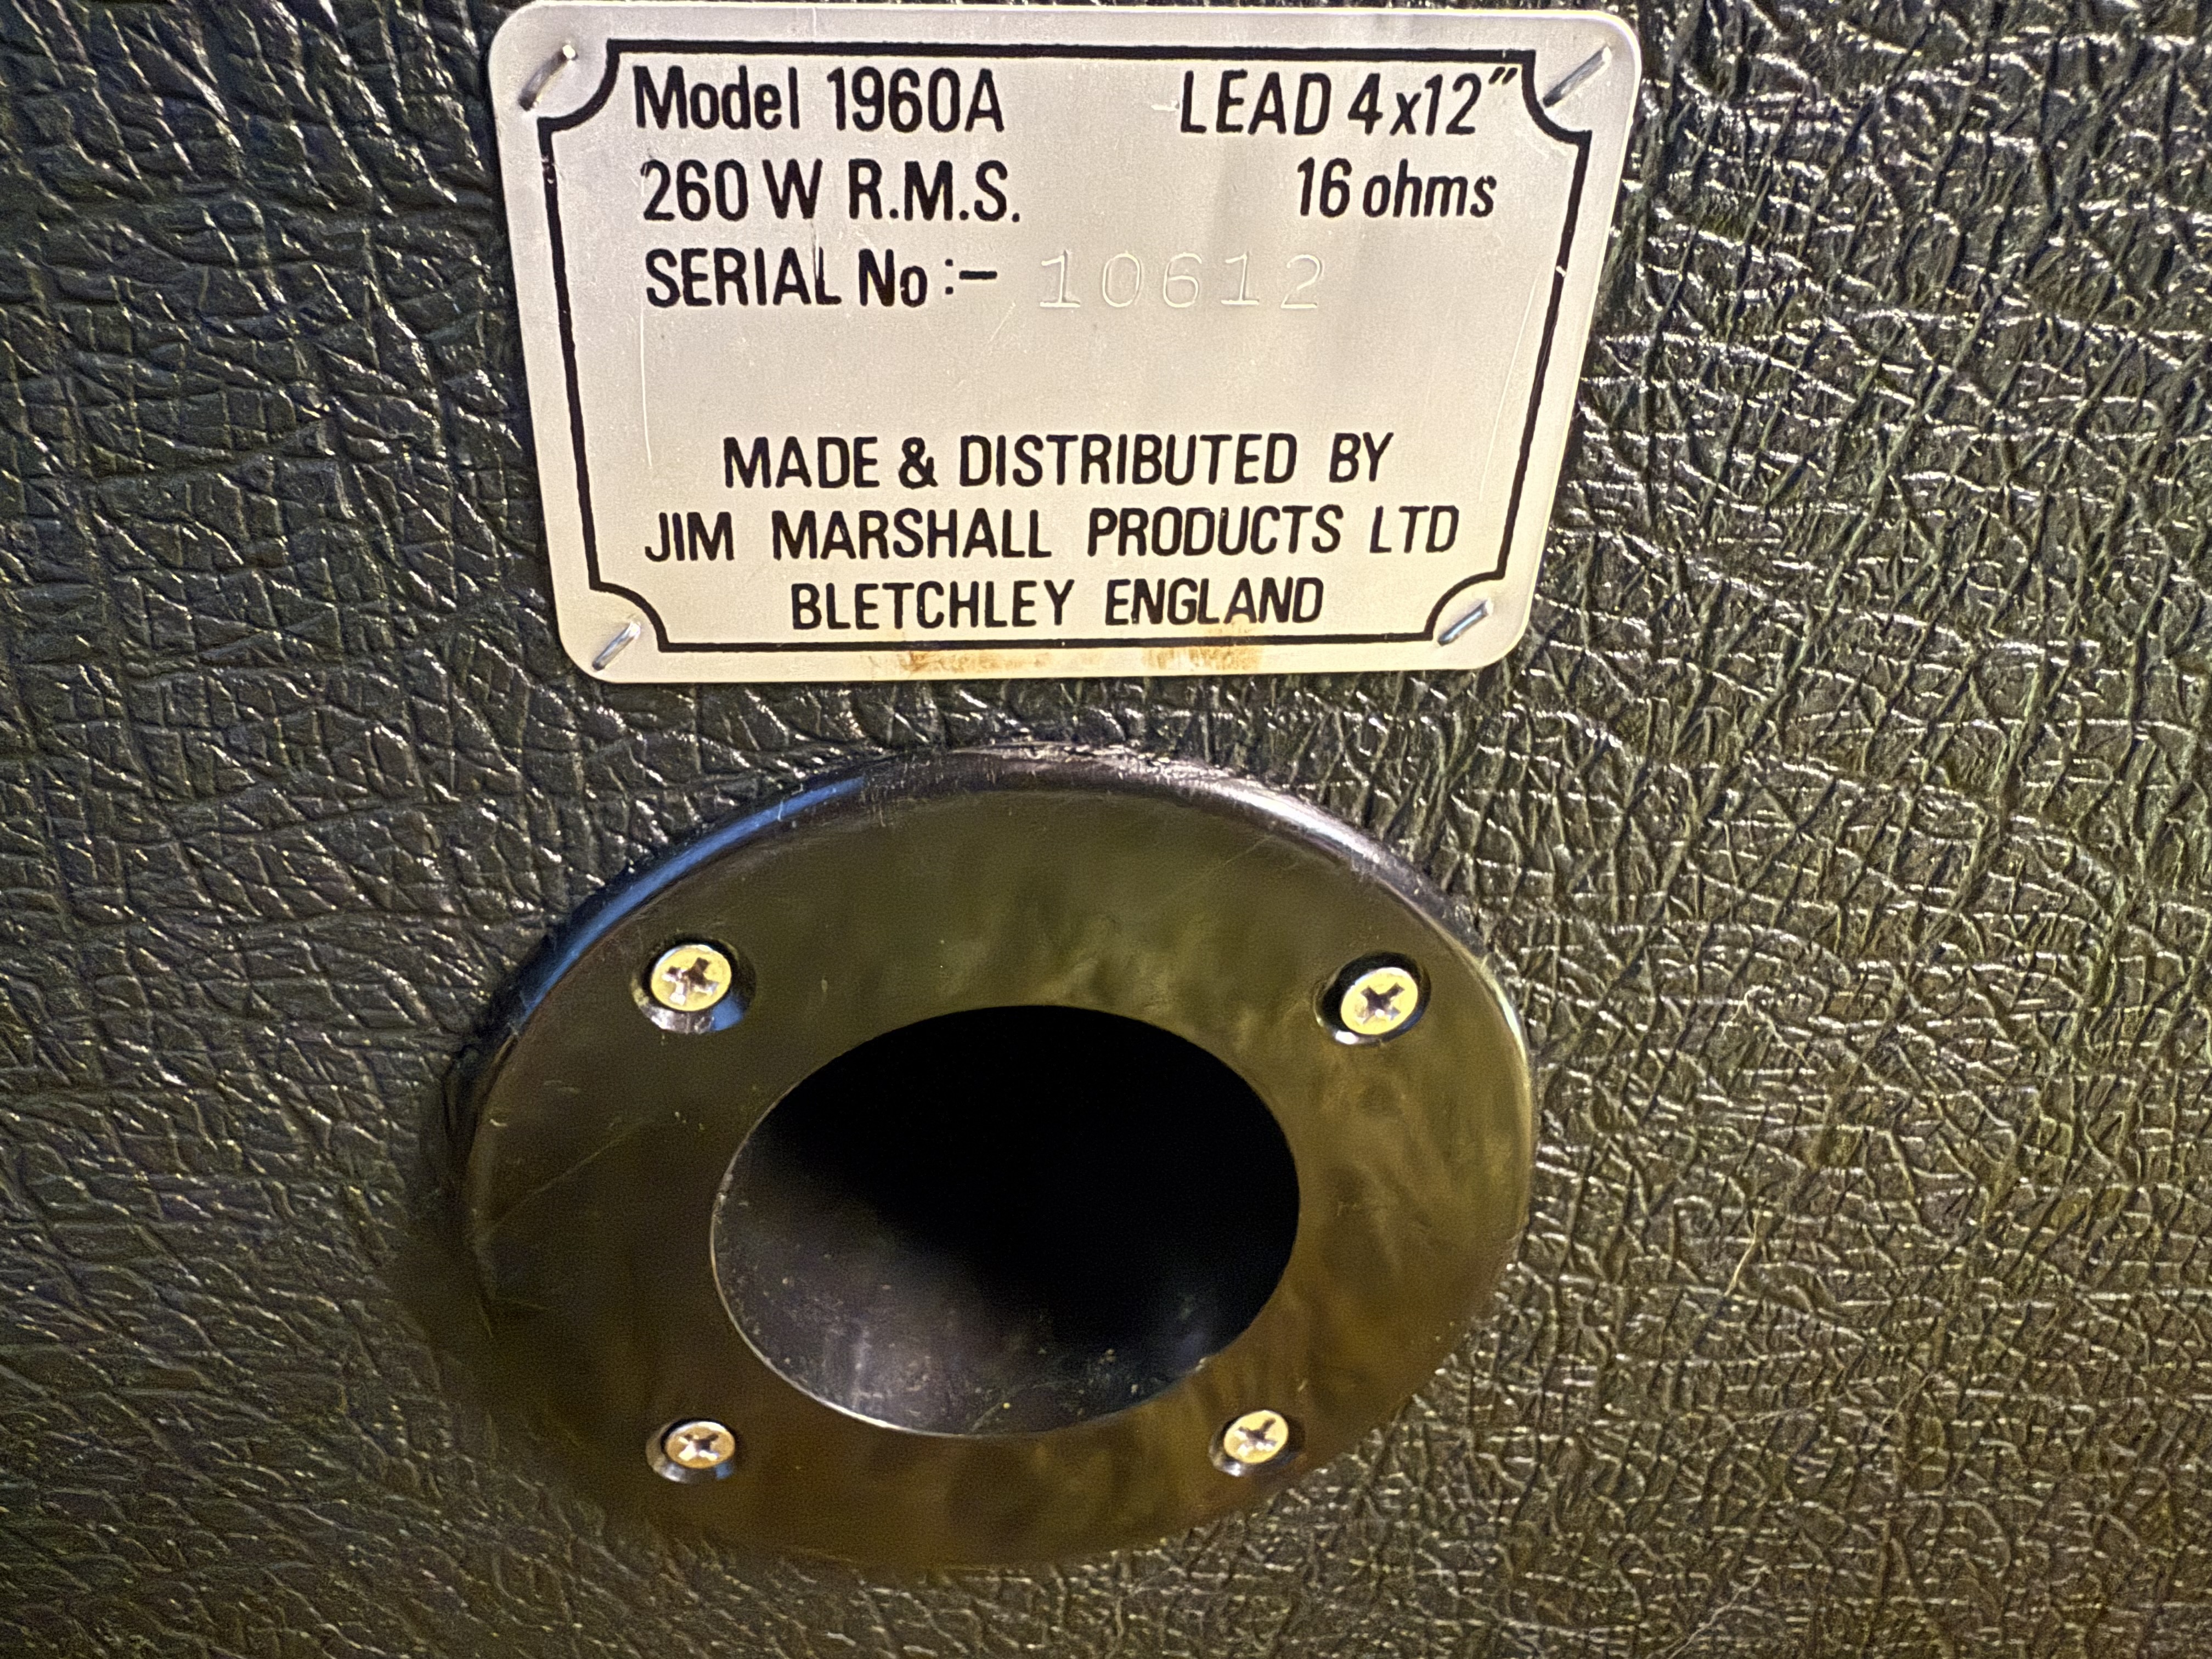 Model 1960A LEAD 4x12"
260 W R.M.S. 16 ohms
SERIAL No :- 10612
MADE & DISTRIBUTED BY
JIM MARSHALL PRODUCTS LTD
BLETCHLEY ENGLAND